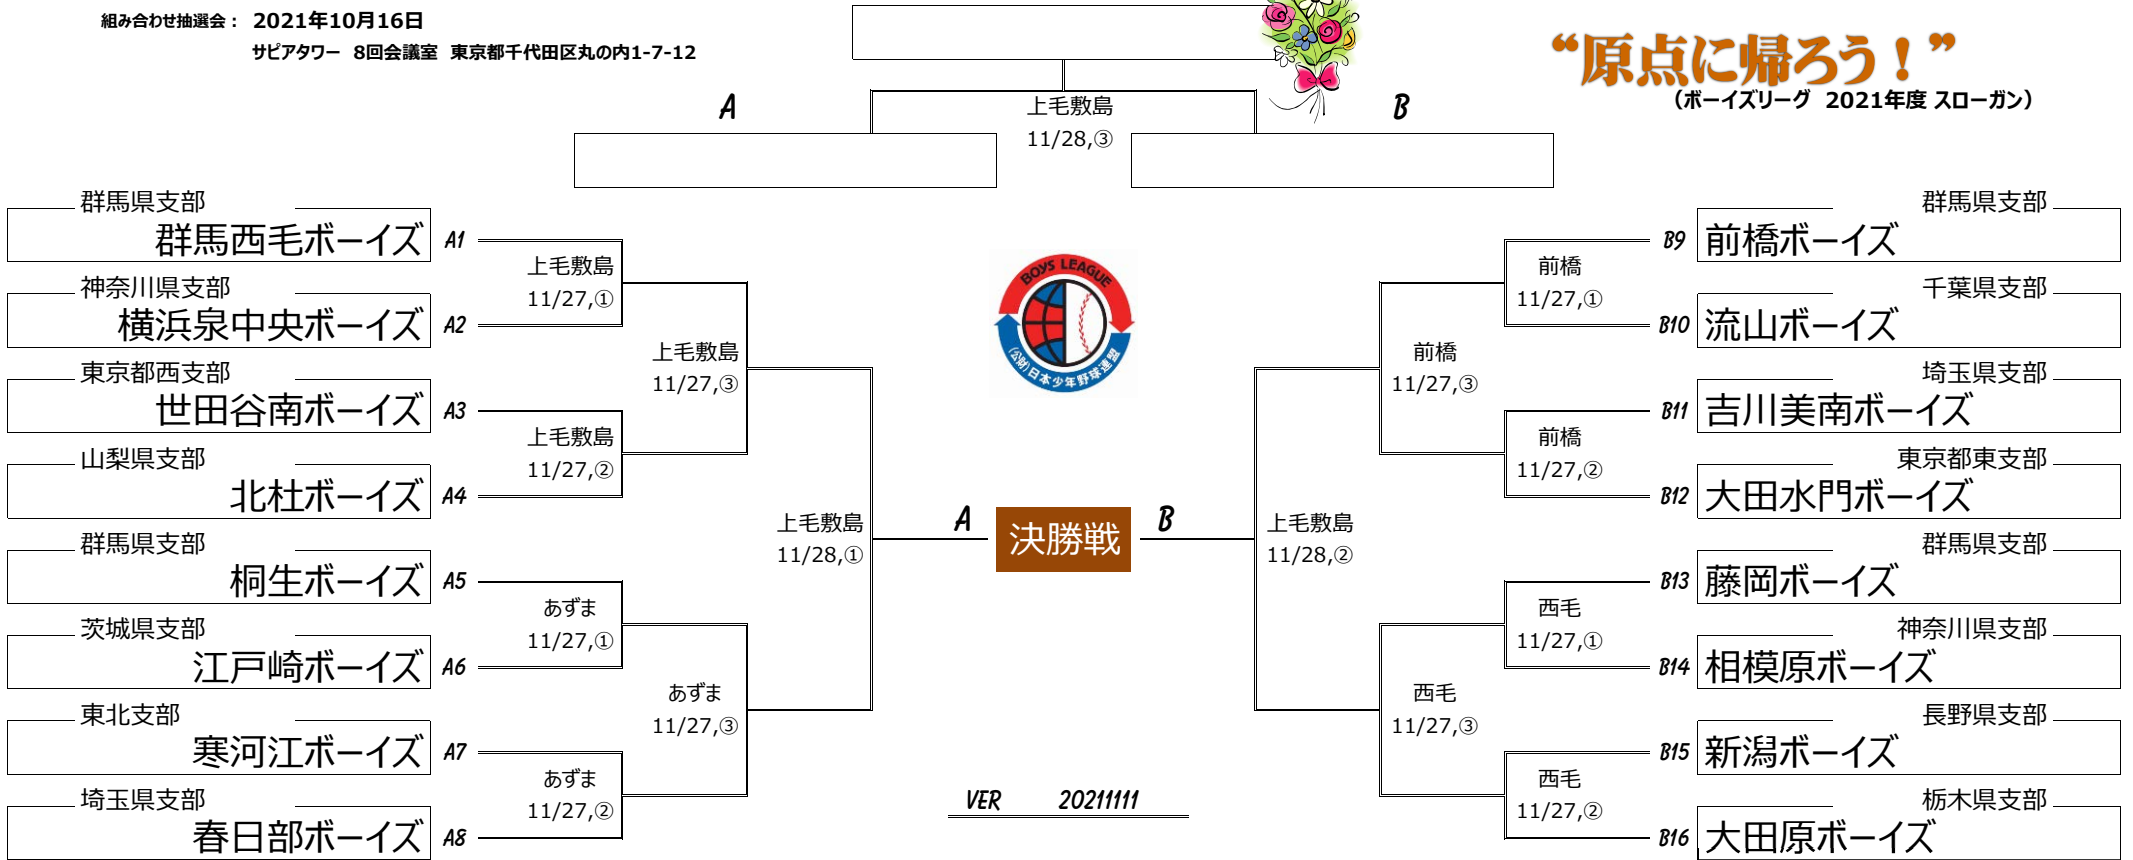 組み合わせ抽選会： 2021年10月16日
サピアタワー 8回会議室 東京都千代田区丸の内1-7-12
“原点に帰ろう！”
（ボーイズリーグ 2021年度 スローガン）
A
上毛敷島
11/28,③
B
群馬県支部
群馬西毛ボーイズ A1
上毛敷島
11/27,①
神奈川県支部
横浜泉中央ボーイズ A2
上毛敷島
11/27,③
東京都西支部
世田谷南ボーイズ A3
上毛敷島
11/27,②
山梨県支部
北杜ボーイズ A4
上毛敷島
11/28,①
群馬県支部
桐生ボーイズ A5
あずま
11/27,①
茨城県支部
江戸崎ボーイズ A6
あずま
11/27,③
東北支部
寒河江ボーイズ A7
あずま
11/27,②
埼玉県支部
春日部ボーイズ A8
BOYS LEAGUE
(公財)日本少年野球連盟
A 決勝戦 B
VER 20211111
群馬県支部
B9 前橋ボーイズ
前橋
11/27,①
千葉県支部
B10 流山ボーイズ
前橋
11/27,③
埼玉県支部
B11 吉川美南ボーイズ
前橋
11/27,②
東京都東支部
B12 大田水門ボーイズ
上毛敷島
11/28,②
群馬県支部
B13 藤岡ボーイズ
西毛
11/27,①
神奈川県支部
B14 相模原ボーイズ
西毛
11/27,③
長野県支部
B15 新潟ボーイズ
西毛
11/27,②
栃木県支部
B16 大田原ボーイズ